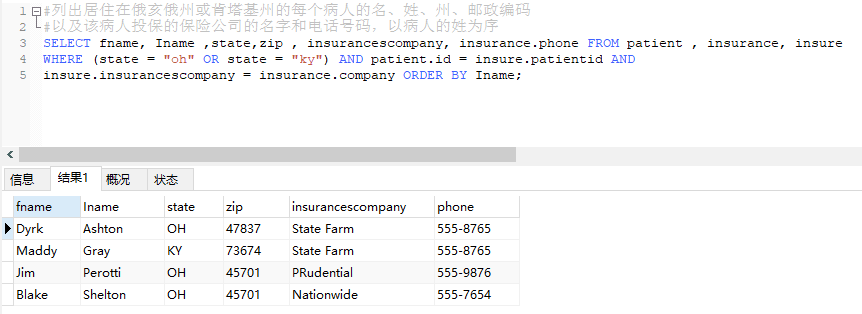 1 #列出居住在俄亥俄州或肯塔基州的每个病人的名、姓、州、邮政编码
2 #以及该病人投保的保险公司的名字和电话号码，以病人的姓为序
3 SELECT fname, Iname ,state,zip , insurancescompany, insurance.phone FROM patient , insurance, insure
4 WHERE (state = "oh" OR state = "ky") AND patient.id = insure.patientid AND
5 insure.insurancescompany = insurance.company ORDER BY Iname;
信息 结果1 概况 状态
fname Iname state zip insurancescompany phone
Dyrk Ashton OH 47837 State Farm 555-8765
Maddy Gray KY 73674 State Farm 555-8765
Jim Perotti OH 45701 PRudential 555-9876
Blake Shelton OH 45701 Nationwide 555-7654